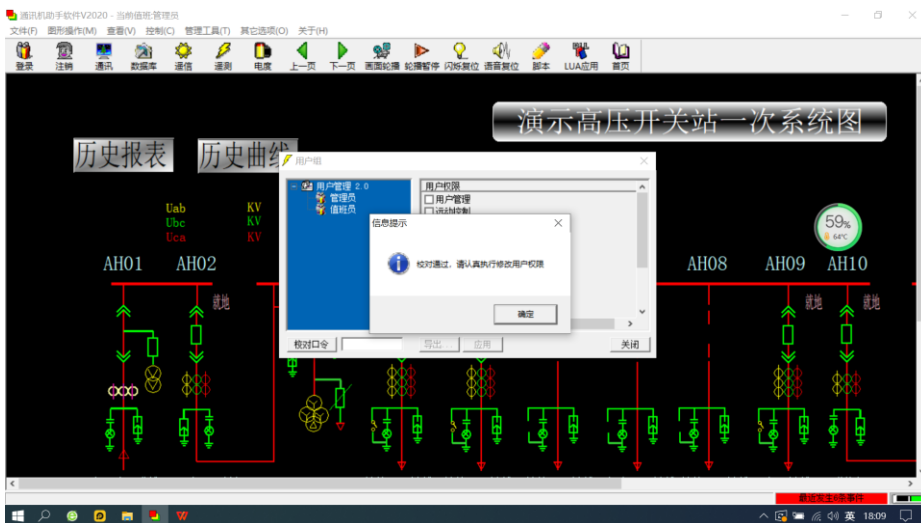 通讯机助手软件V2020 - 当前值班:管理员
文件(F) 图形操作(M) 查看(V) 控制(C) 管理工具(T) 其它选项(O) 关于(H)
登录 注销 通讯 数据库 遥信 遥测 电度 上一页 下一页 画面轮播 轮播暂停 闪烁复位 语音复位 脚本 LUA应用 首页
演示高压开关站一次系统图
历史报表 历史曲线
用户组
用户管理 2.0
管理员
值班员
用户权限
用户管理
信息提示
校对通过，请认真执行修改用户权限
确定
校对口令 导出... 应用 关闭
Uab KV
Ubc KV
Uca KV
59%
64℃
AH01 AH02 AH08 AH09 AH10
就地 就地 就地
最近发生6条事件
英 18:09